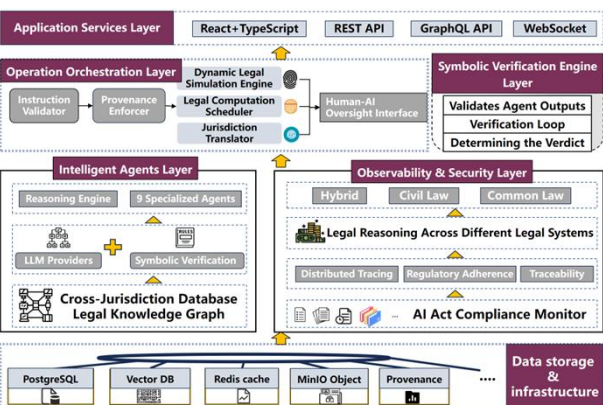 Application Services Layer
React+TypeScript
REST API
GraphQL API
WebSocket
Operation Orchestration Layer
Instruction
Validator
Provenance
Enforcer
Dynamic Legal
Simulation Engine
Legal Computation
Scheduler
Jurisdiction
Translator
Human-AI
Oversight Interface
Symbolic Verification Engine
Layer
Validates Agent Outputs
Verification Loop
Determining the Verdict
Intelligent Agents Layer
Reasoning Engine
9 Specialized Agents
RULES
LLM Providers
Symbolic Verification
Cross-Jurisdiction Database
Legal Knowledge Graph
Observability & Security Layer
Hybrid
Civil Law
Common Law
Legal Reasoning Across Different Legal Systems
Distributed Tracing
Regulatory Adherence
Traceability
... AI Act Compliance Monitor
PostgreSQL
Vector DB
Redis cache
MinIO Object
Provenance
....
Data storage
&
infrastructure